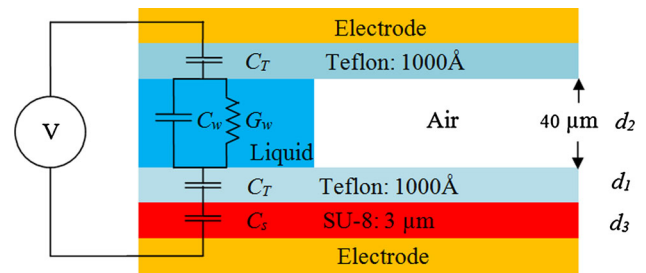 Electrode
C_T Teflon: 1000Å
V C_w G_w Air 40 µm d_2
Liquid
C_T Teflon: 1000Å d_1
C_s SU-8: 3 µm d_3
Electrode